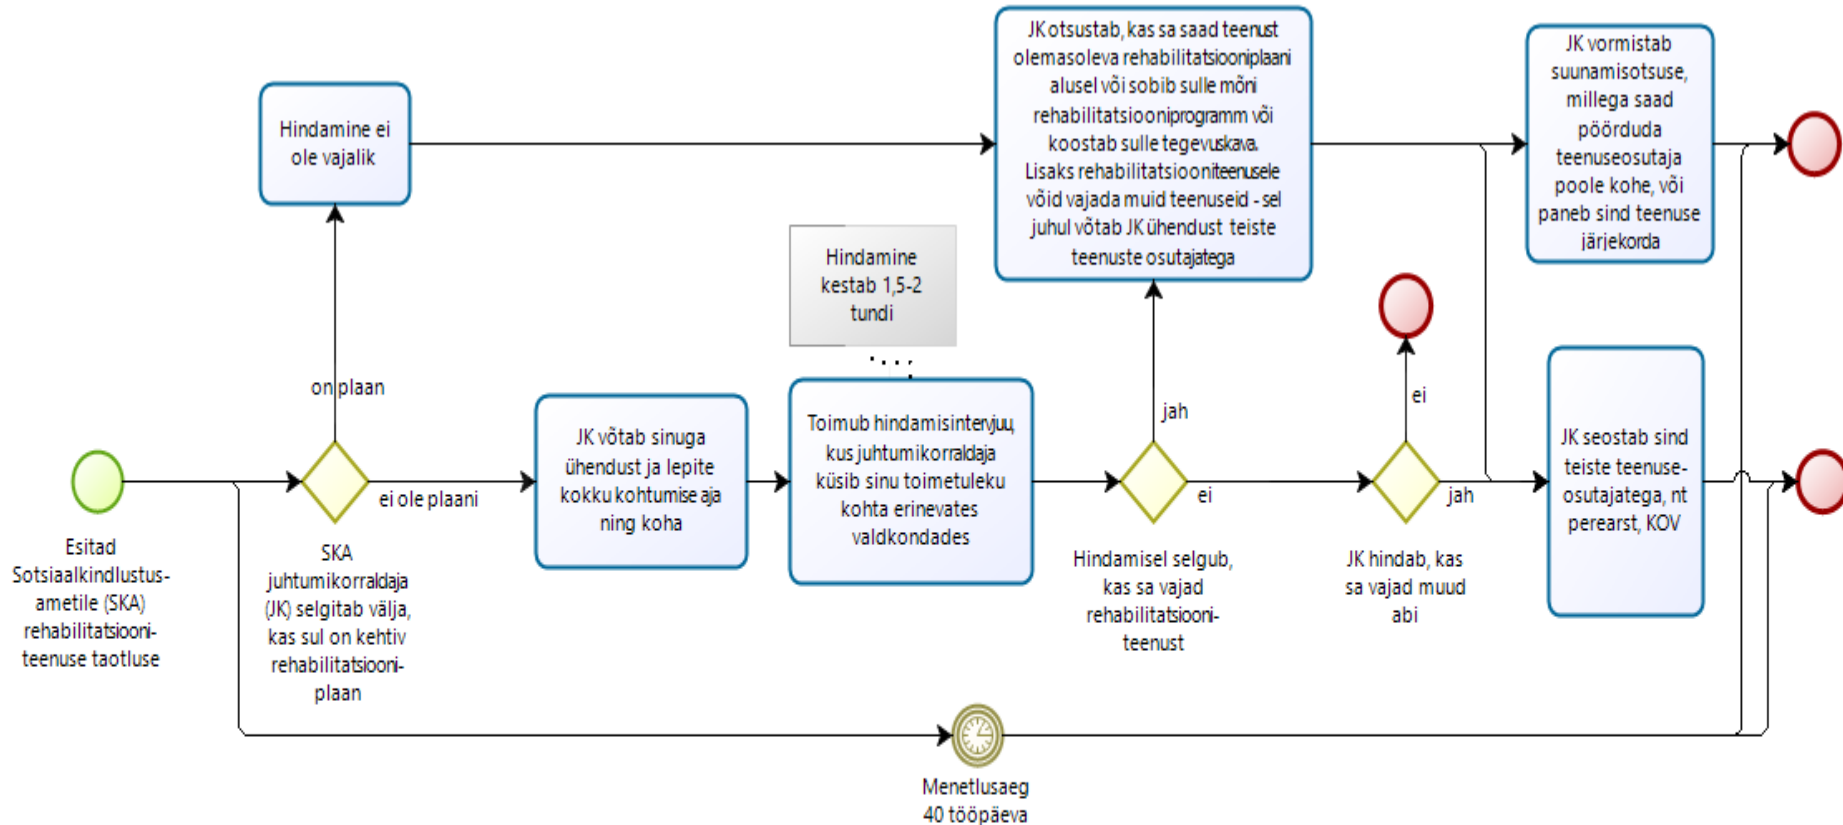 JK otsustab, kas sa saad teenust
olemasoleva rehabilitatsiooniplaani
alusel või sobib sulle mõni
rehabilitatsiooniprogramm või
koostab sulle tegevuskava.
Lisaks rehabilitatsiooniteenusele
võid vajada muid teenuseid - sel
juhul võtab JK ühendust teiste
teenuste osutajatega
JK vormistab
suunamisotsuse,
millega saad
pöörduda
teenuseosutaja
poole kohe, või
paneb sind teenuse
järjekorda
Hindamine ei
ole vajalik
Hindamine
kestab 1,5-2
tundi
on plaan
ei ole plaani
JK võtab sinuga
ühendust ja lepite
kokku kohtumise aja
ning koha
Toimub hindamisintervjuu,
kus juhtumikorraldaja
küsib sinu toimetuleku
kohta erinevates
valdkondades
jah
ei
ei
jah
JK seostab sind
teiste teenuse-
osutajatega, nt
perearst, KOV
Esitad
Sotsiaalkindlustus-
ametile (SKA)
rehabilitatsiooni-
teenuse taotluse
SKA
juhtumikorraldaja
(JK) selgitab välja,
kas sul on kehtiv
rehabilitatsiooni-
plaan
Hindamisel selgub,
kas sa vajad
rehabilitatsiooni-
teenust
JK hindab, kas
sa vajad muud
abi
Menetlusaeg
40 tööpäeva